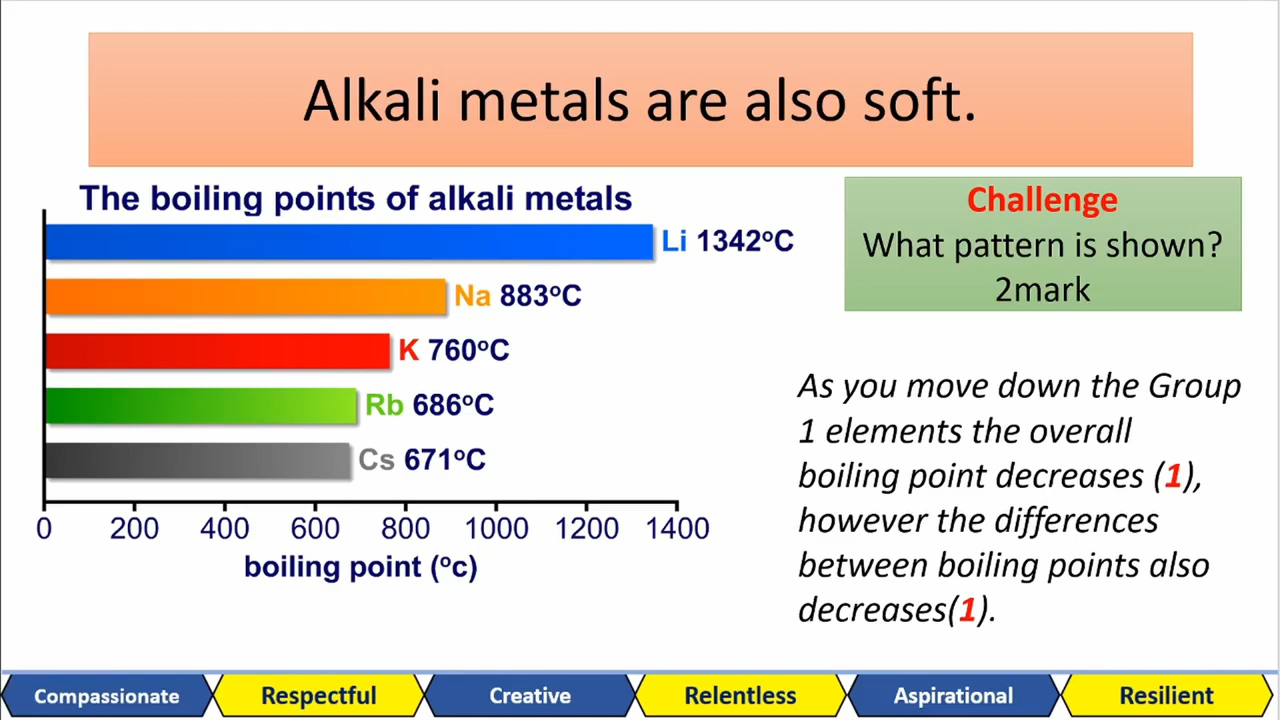 Alkali metals are also soft.
The boiling points of alkali metals
Li 1342°C
Na 883°C
K 760°C
Rb 686°C
Cs 671°C
0 200 400 600 800 1000 1200 1400
boiling point (°c)
Challenge
What pattern is shown?
2mark
As you move down the Group
1 elements the overall
boiling point decreases (1),
however the differences
between boiling points also
decreases(1).
Compassionate Respectful Creative Relentless Aspirational Resilient